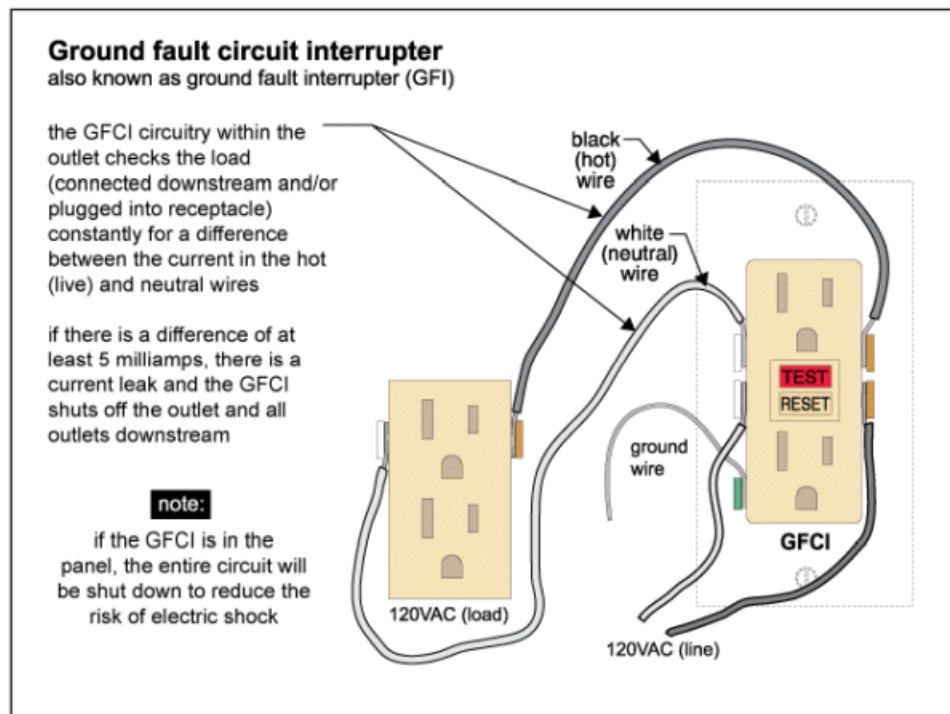 Ground fault circuit interrupter
also known as ground fault interrupter (GFI)
the GFCI circuitry within the
outlet checks the load
(connected downstream and/or
plugged into receptacle)
constantly for a difference
between the current in the hot
(live) and neutral wires
if there is a difference of at
least 5 milliamps, there is a
current leak and the GFCI
shuts off the outlet and all
outlets downstream
note:
if the GFCI is in the
panel, the entire circuit will
be shut down to reduce the
risk of electric shock
black
(hot)
wire
white
(neutral)
wire
TEST
RESET
ground
wire
GFCI
120VAC (load)
120VAC (line)